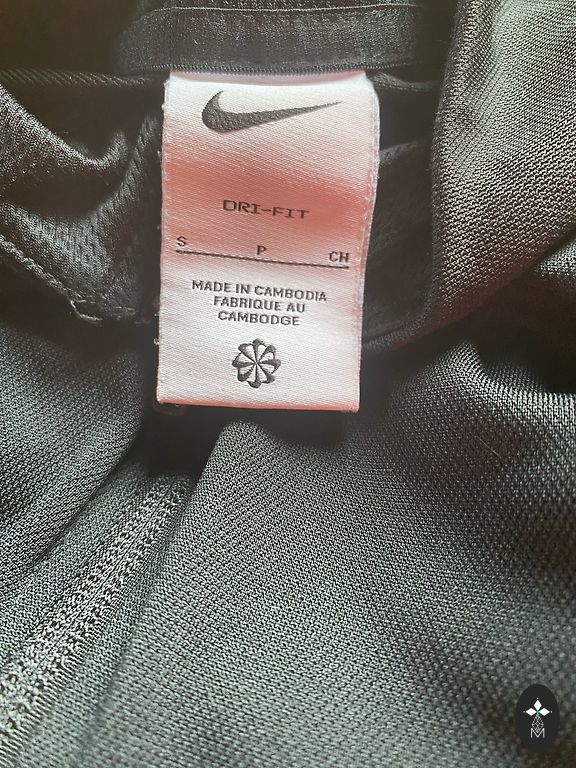 DRI-FIT
S P CH
MADE IN CAMBODIA
FABRIQUE AU
CAMBODGE
M